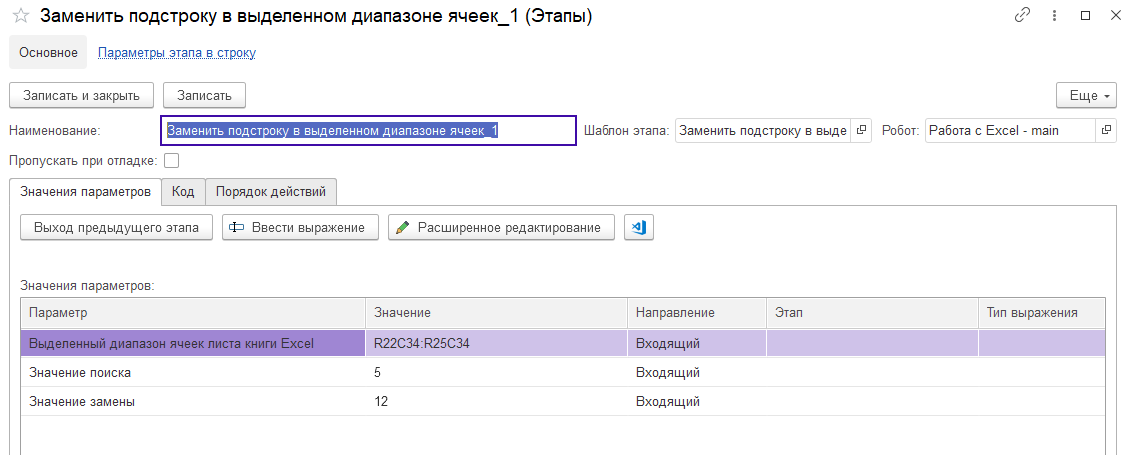 Заменить подстроку в выделенном диапазоне ячеек_1 (Этапы)
Основное Параметры этапа в строку
Записать и закрыть Записать Еще
Наименование: Заменить подстроку в выделенном диапазоне ячеек_1 Шаблон этапа: Заменить подстроку в выде Робот: Работа с Excel - main
Пропускать при отладке:
Значения параметров Код Порядок действий
Выход предыдущего этапа Ввести выражение Расширенное редактирование
Значения параметров:
Параметр Значение Направление Этап Тип выражения
Выделенный диапазон ячеек листа книги Excel R22C34:R25C34 Входящий
Значение поиска 5 Входящий
Значение замены 12 Входящий